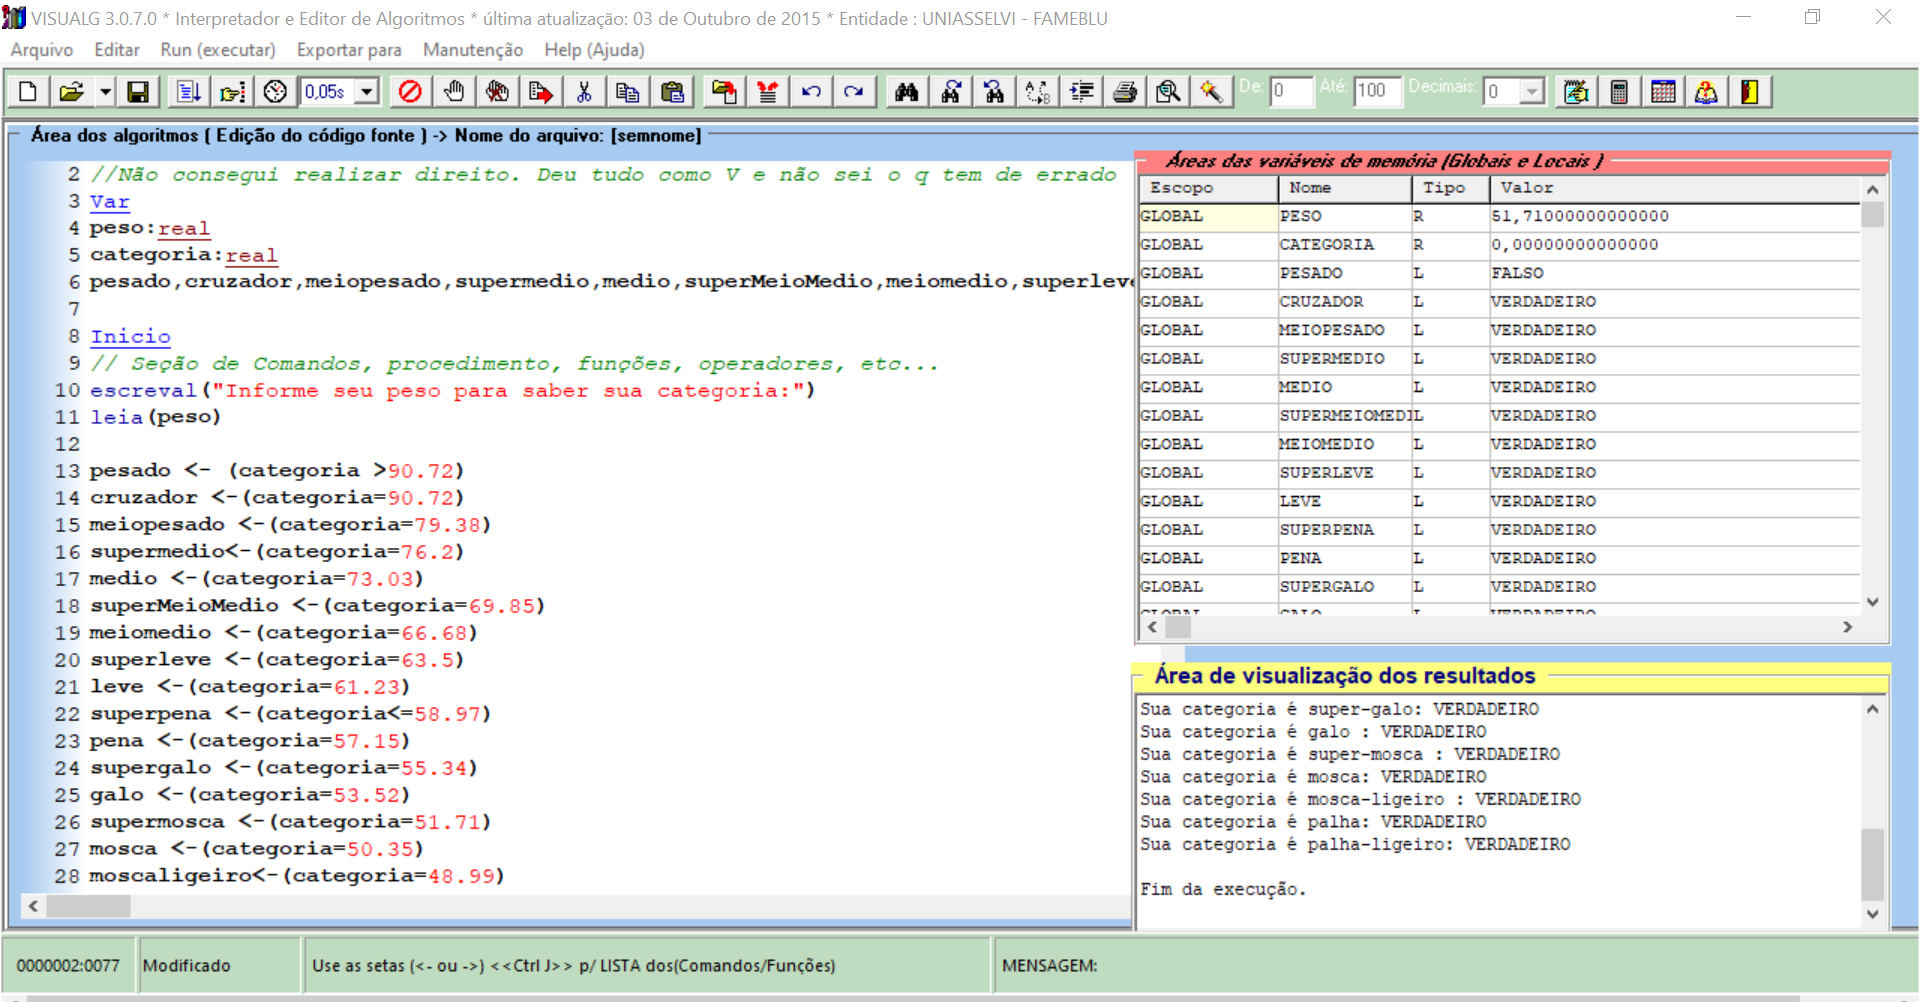 VISUALG 3.0.7.0 * Interpretador e Editor de Algoritmos * última atualização: 03 de Outubro de 2015 * Entidade : UNIASSELVI - FAMEBLU
Arquivo Editar Run (executar) Exportar para Manutenção Help (Ajuda)
0,05s De: 0 Até: 100 Decimais: 0
Área dos algoritmos ( Edição do código fonte ) -> Nome do arquivo: [semnome]
2 //Não consegui realizar direito. Deu tudo como V e não sei o q tem de errado
3 Var
4 peso:real
5 categoria:real
6 pesado,cruzador,meiopesado,supermedio,medio,superMeioMedio,meiomedio,superleve
7
8 Inicio
9 // Seção de Comandos, procedimento, funções, operadores, etc...
10 escreval("Informe seu peso para saber sua categoria:")
11 leia(peso)
12
13 pesado <- (categoria >90.72)
14 cruzador <-(categoria=90.72)
15 meiopesado <-(categoria=79.38)
16 supermedio<-(categoria=76.2)
17 medio <-(categoria=73.03)
18 superMeioMedio <-(categoria=69.85)
19 meiomedio <-(categoria=66.68)
20 superleve <-(categoria=63.5)
21 leve <-(categoria=61.23)
22 superpena <-(categoria<=58.97)
23 pena <-(categoria=57.15)
24 supergalo <-(categoria=55.34)
25 galo <-(categoria=53.52)
26 supermosca <-(categoria=51.71)
27 mosca <-(categoria=50.35)
28 moscaligeiro<-(categoria=48.99)
Áreas das variáveis de memória (Globais e Locais )
Escopo Nome Tipo Valor
GLOBAL PESO R 51,71000000000000
GLOBAL CATEGORIA R 0,00000000000000
GLOBAL PESADO L FALSO
GLOBAL CRUZADOR L VERDADEIRO
GLOBAL MEIOPESADO L VERDADEIRO
GLOBAL SUPERMEDIO L VERDADEIRO
GLOBAL MEDIO L VERDADEIRO
GLOBAL SUPERMEIOMEDI L VERDADEIRO
GLOBAL MEIOMEDIO L VERDADEIRO
GLOBAL SUPERLEVE L VERDADEIRO
GLOBAL LEVE L VERDADEIRO
GLOBAL SUPERPENA L VERDADEIRO
GLOBAL PENA L VERDADEIRO
GLOBAL SUPERGALO L VERDADEIRO
GLOBAL GALO L VERDADEIRO
Área de visualização dos resultados
Sua categoria é super-galo: VERDADEIRO
Sua categoria é galo : VERDADEIRO
Sua categoria é super-mosca : VERDADEIRO
Sua categoria é mosca: VERDADEIRO
Sua categoria é mosca-ligeiro : VERDADEIRO
Sua categoria é palha: VERDADEIRO
Sua categoria é palha-ligeiro: VERDADEIRO
Fim da execução.
0000002:0077 Modificado Use as setas (<- ou ->) <<Ctrl J>> p/ LISTA dos(Comandos/Funções) MENSAGEM: